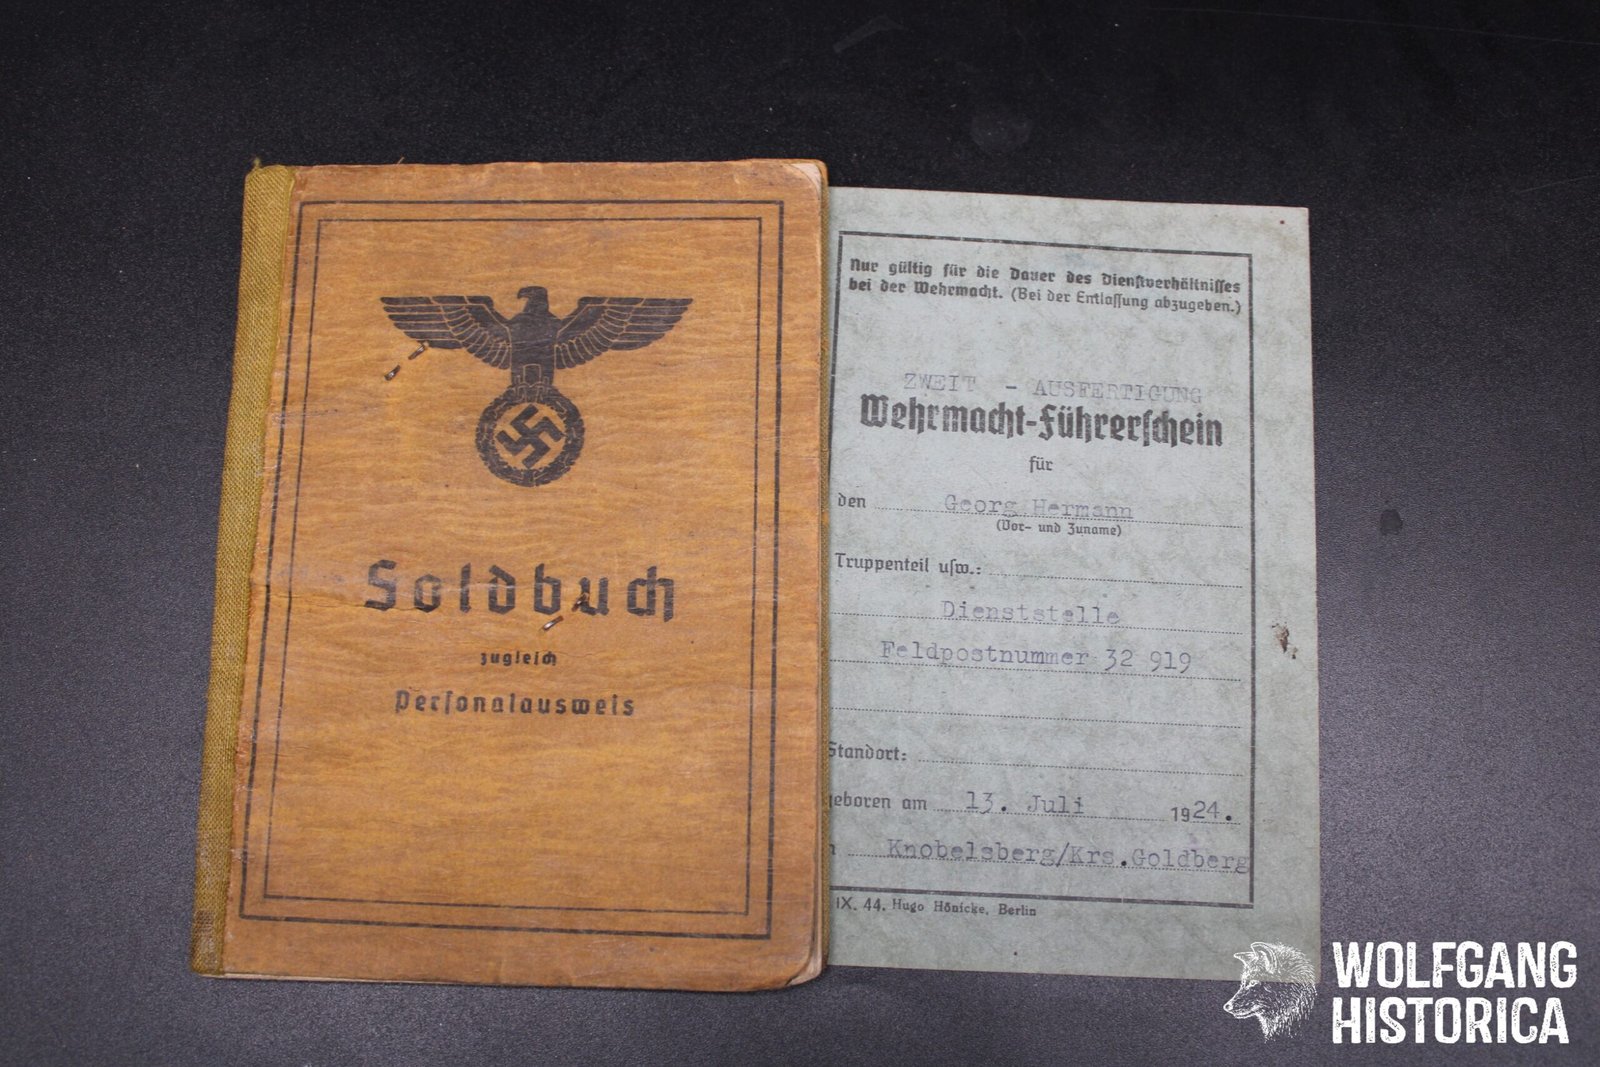 Soldbuch
zugleich
Personalausweis
Nur gültig für die Dauer des Dienstverhältnisses
bei der Wehrmacht. (Bei der Entlassung abzugeben.)
ZWEIT - AUSFERTIGUNG
Wehrmacht-Führerschein
für
den Georg Hermann
(Vor- und Zuname)
Truppenteil usw.:
Dienststelle
Feldpostnummer 32 919
Standort:
geboren am 13. Juli 1924.
Knobelsberg/Krs.Goldberg
IX. 44. Hugo Hönicke, Berlin
WOLFGANG
HISTORICA